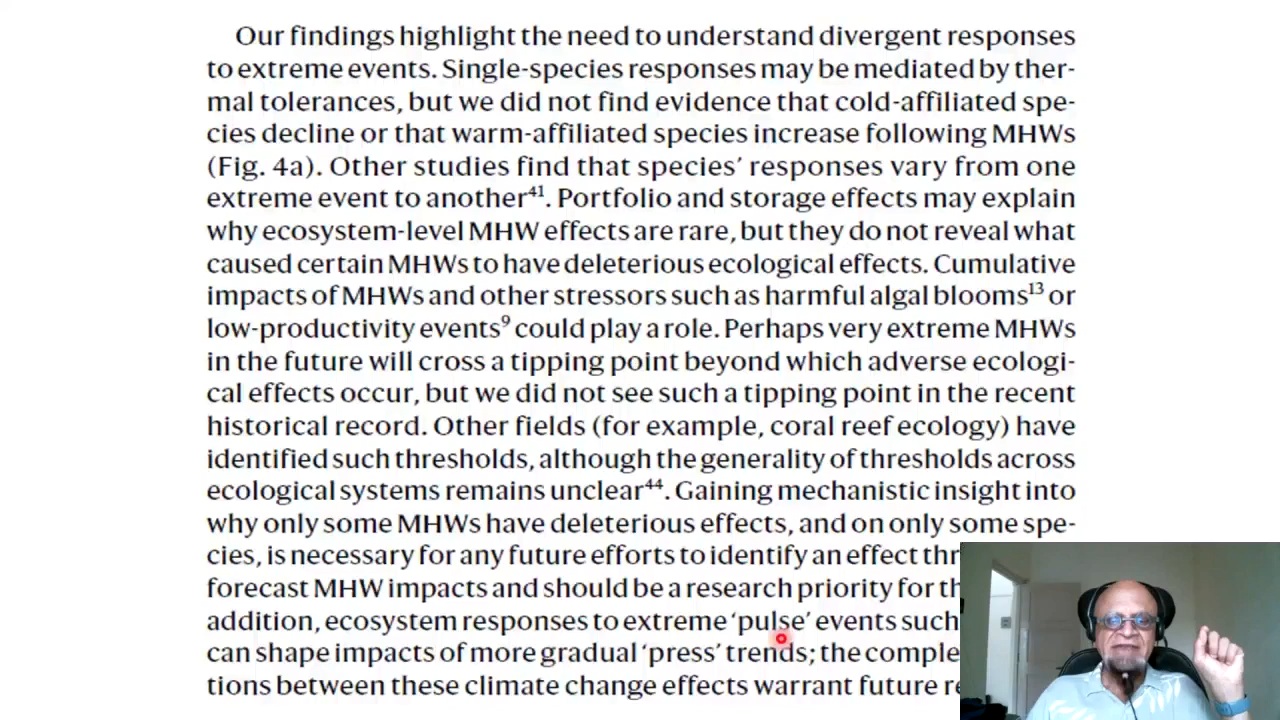 Our findings highlight the need to understand divergent responses
to extreme events. Single-species responses may be mediated by ther-
mal tolerances, but we did not find evidence that cold-affiliated spe-
cies decline or that warm-affiliated species increase following MHWs
(Fig. 4a). Other studies find that species’ responses vary from one
extreme event to another⁴¹. Portfolio and storage effects may explain
why ecosystem-level MHW effects are rare, but they do not reveal what
caused certain MHWs to have deleterious ecological effects. Cumulative
impacts of MHWs and other stressors such as harmful algal blooms¹³ or
low-productivity events⁹ could play a role. Perhaps very extreme MHWs
in the future will cross a tipping point beyond which adverse ecologi-
cal effects occur, but we did not see such a tipping point in the recent
historical record. Other fields (for example, coral reef ecology) have
identified such thresholds, although the generality of thresholds across
ecological systems remains unclear⁴⁴. Gaining mechanistic insight into
why only some MHWs have deleterious effects, and on only some spe-
cies, is necessary for any future efforts to identify an effect
forecast MHW impacts and should be a research priority for
addition, ecosystem responses to extreme ‘pulse’ events such
can shape impacts of more gradual ‘press’ trends; the
tions between these climate change effects warrant future